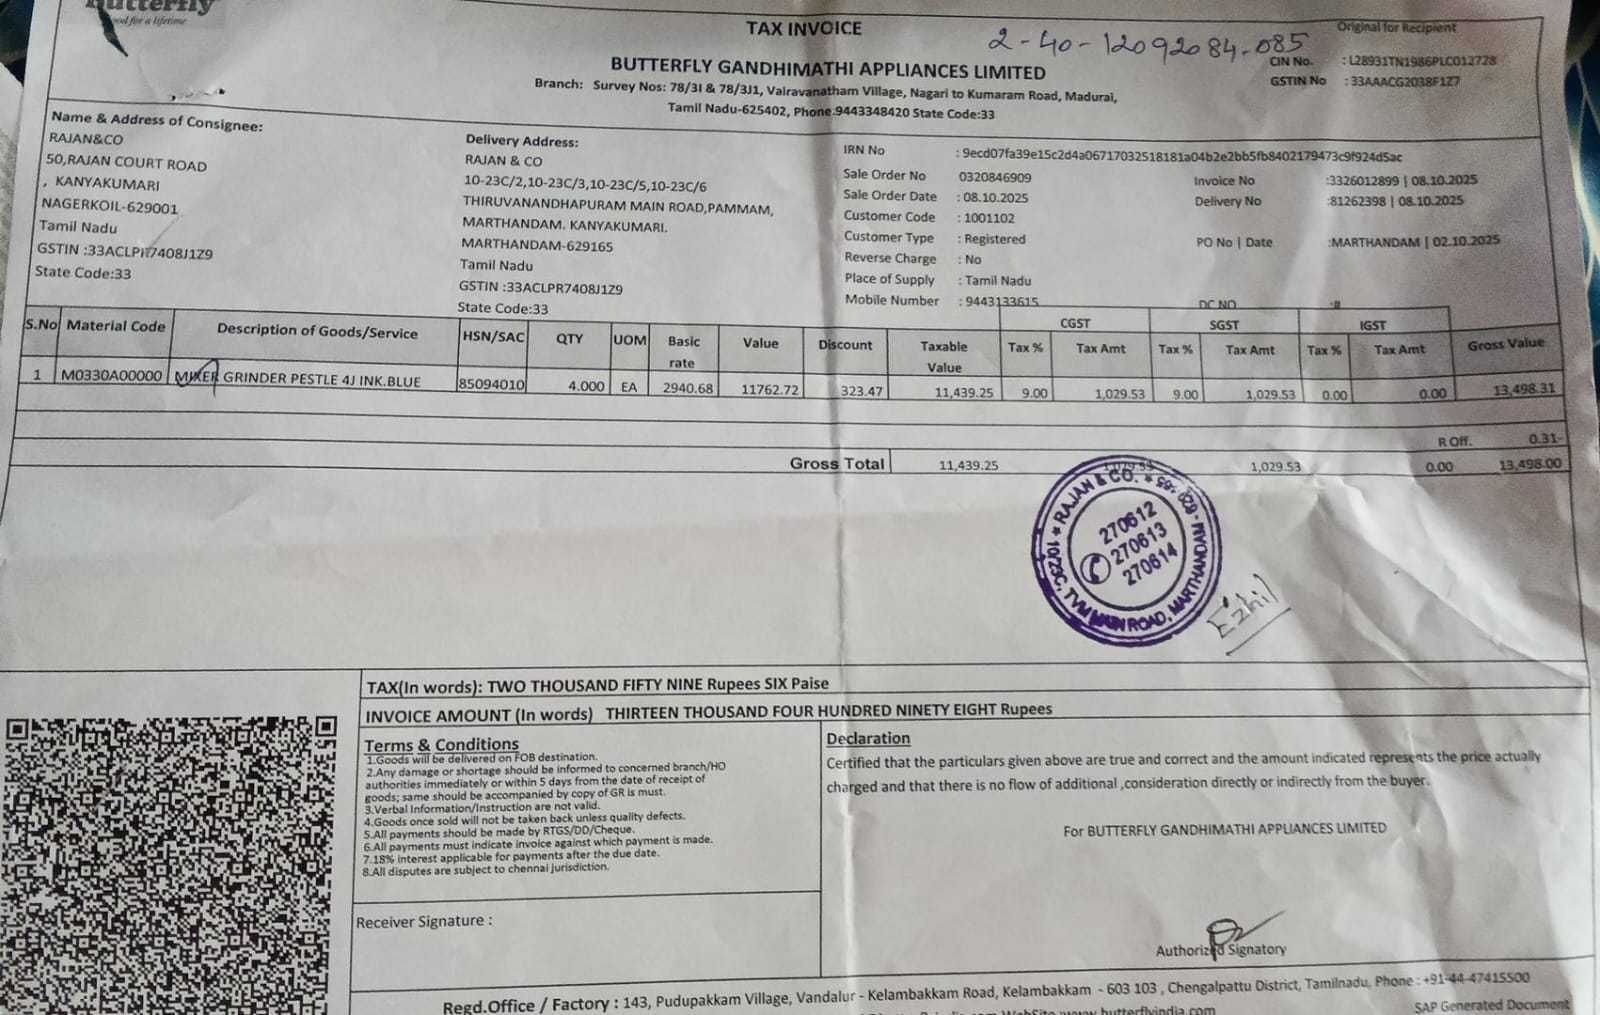 Butterfly
good for a lifetime
TAX INVOICE
Original for Recipient
2-40-12092084-085
BUTTERFLY GANDHIMATHI APPLIANCES LIMITED
CIN No. : L28931TN1986PLC012728
GSTIN No : 33AAACG2038F1Z7
Branch: Survey Nos: 78/3I & 78/3J1, Vairavanatham Village, Nagari to Kumaram Road, Madurai,
Tamil Nadu-625402, Phone:9443348420 State Code:33
Name & Address of Consignee:
RAJAN&CO
50,RAJAN COURT ROAD
, KANYAKUMARI
NAGERKOIL-629001
Tamil Nadu
GSTIN :33ACLPR7408J1Z9
State Code:33
Delivery Address:
RAJAN & CO
10-23C/2,10-23C/3,10-23C/5,10-23C/6
THIRUVANANDHAPURAM MAIN ROAD,PAMMAM,
MARTHANDAM. KANYAKUMARI.
MARTHANDAM-629165
Tamil Nadu
GSTIN :33ACLPR7408J1Z9
State Code:33
IRN No : 9ecd07fa39e15c2d4a06717032518181a04b2e2bb5fb8402179473c9f924d5ac
Sale Order No 0320846909
Sale Order Date : 08.10.2025
Customer Code : 1001102
Customer Type : Registered
Reverse Charge : No
Place of Supply : Tamil Nadu
Mobile Number : 9443133615
Invoice No :3326012899 | 08.10.2025
Delivery No :81262398 | 08.10.2025
PO No | Date :MARTHANDAM | 02.10.2025
DC NO :#
S.No Material Code Description of Goods/Service HSN/SAC QTY UOM Basic rate Value Discount Taxable Value CGST SGST IGST Gross Value
Tax % Tax Amt Tax % Tax Amt Tax % Tax Amt
1 M0330A00000 MIXER GRINDER PESTLE 4J INK.BLUE 85094010 4.000 EA 2940.68 11762.72 323.47 11,439.25 9.00 1,029.53 9.00 1,029.53 0.00 0.00 13,498.31
R Off. 0.31-
Gross Total 11,439.25 1,029.53 1,029.53 0.00 13,498.00
★ RAJAN & CO. ★
10/23C, TVM MAIN ROAD, MARTHANDAM - 629 165
270612
270613
270614
Ezhil
TAX(In words): TWO THOUSAND FIFTY NINE Rupees SIX Paise
INVOICE AMOUNT (In words) THIRTEEN THOUSAND FOUR HUNDRED NINETY EIGHT Rupees
Terms & Conditions
1.Goods will be delivered on FOB destination.
2.Any damage or shortage should be informed to concerned branch/HO
authorities immediately or within 5 days from the date of receipt of
goods; same should be accompanied by copy of GR is must.
3.Verbal Information/Instruction are not valid.
4.Goods once sold will not be taken back unless quality defects.
5.All payments should be made by RTGS/DD/Cheque.
6.All payments must indicate invoice against which payment is made.
7.18% interest applicable for payments after the due date.
8.All disputes are subject to chennai jurisdiction.
Declaration
Certified that the particulars given above are true and correct and the amount indicated represents the price actually
charged and that there is no flow of additional ,consideration directly or indirectly from the buyer.
For BUTTERFLY GANDHIMATHI APPLIANCES LIMITED
Receiver Signature :
Authorized Signatory
Regd.Office / Factory : 143, Pudupakkam Village, Vandalur - Kelambakkam Road, Kelambakkam - 603 103 , Chengalpattu District, Tamilnadu, Phone : +91-44-47415500
WebSite :www.butterflyindia.com
SAP Generated Document